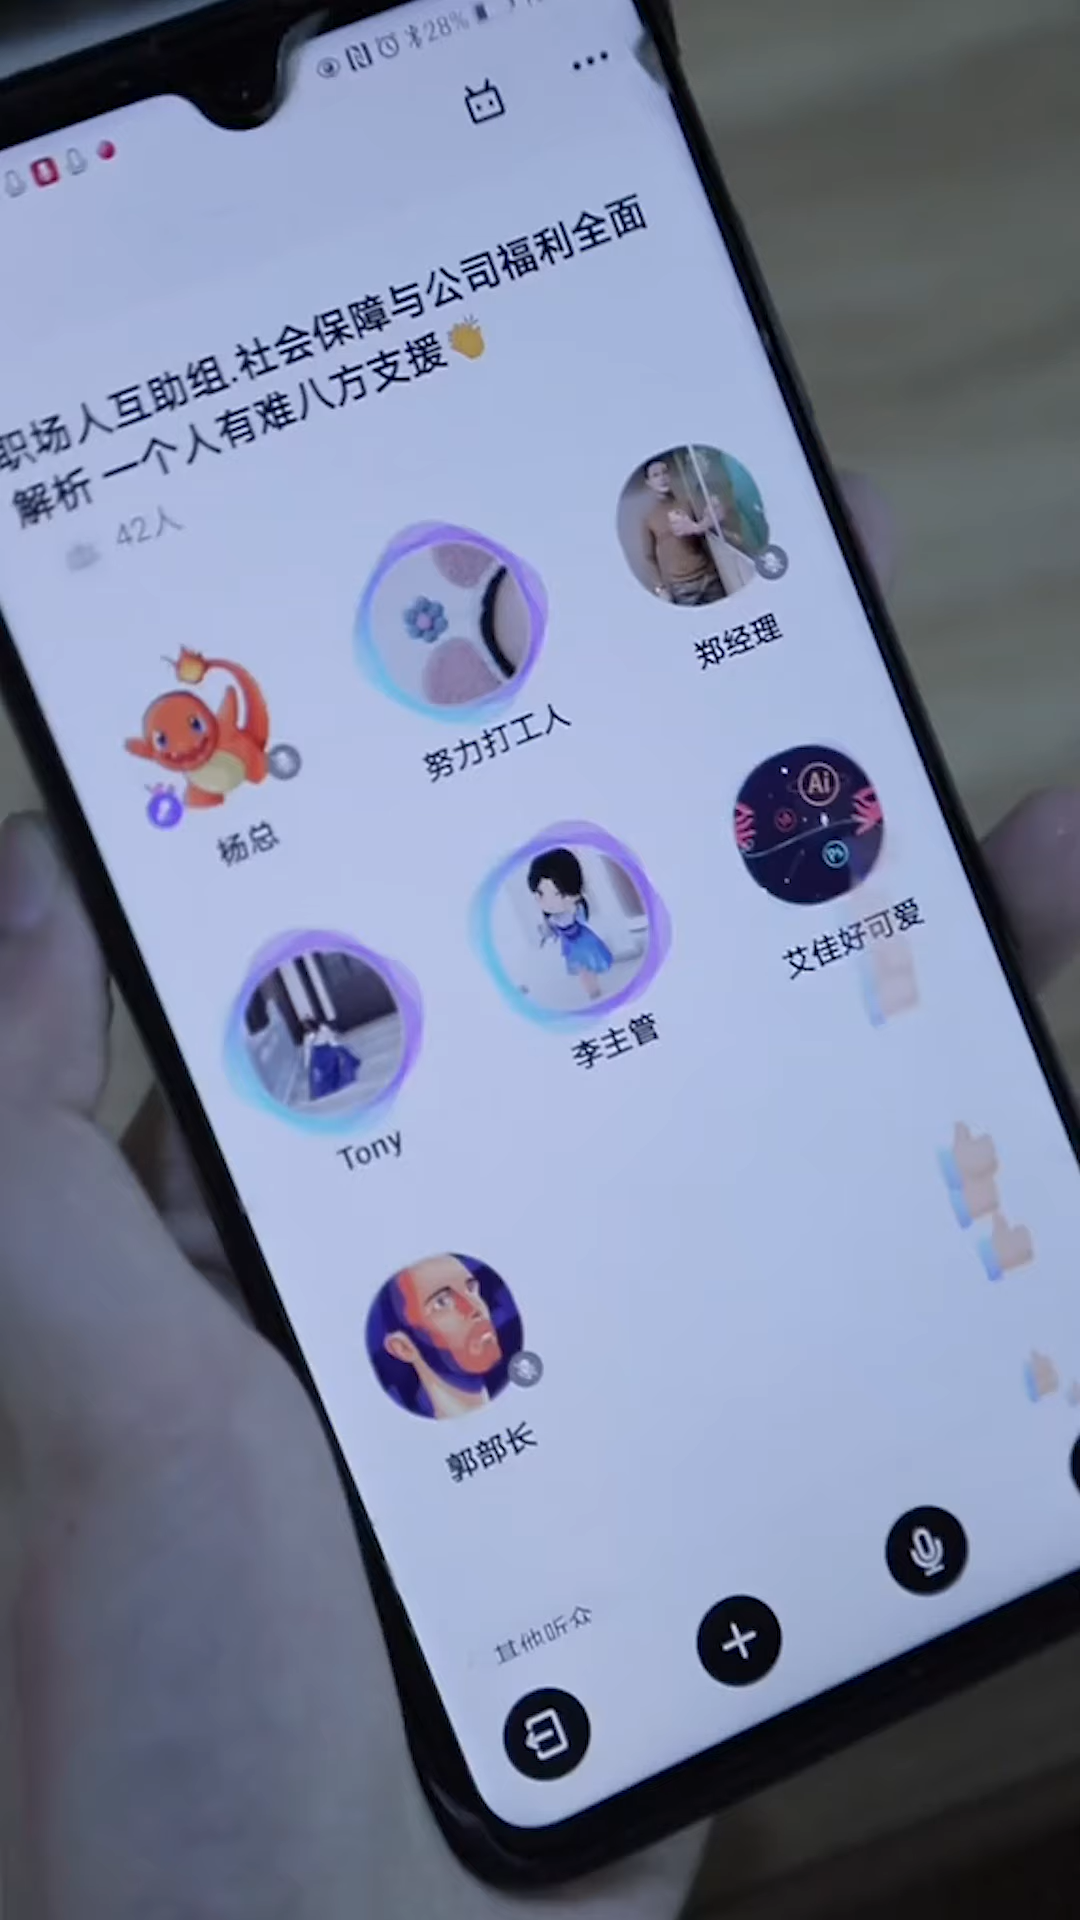 28%
职场人互助组.社会保障与公司福利全面
解析 一个人有难八方支援👏
42人
郑经理
努力打工人
杨总
Ai
Ps
艾佳好可爱
李主管
Tony
郭部长
其他听众